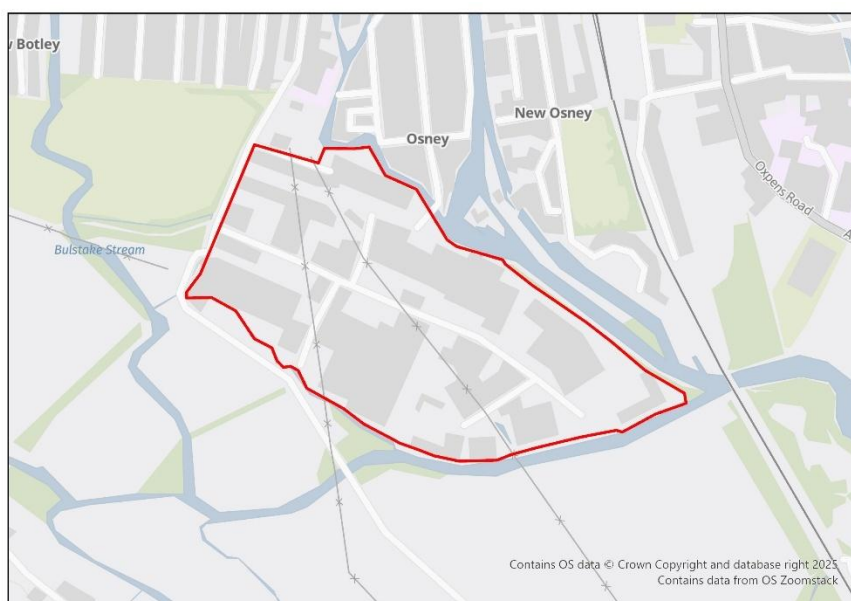 w Botley
New Osney
Osney
Oxpens Road
A
Bulstake Stream
Contains OS data © Crown Copyright and database right 2025
Contains data from OS Zoomstack